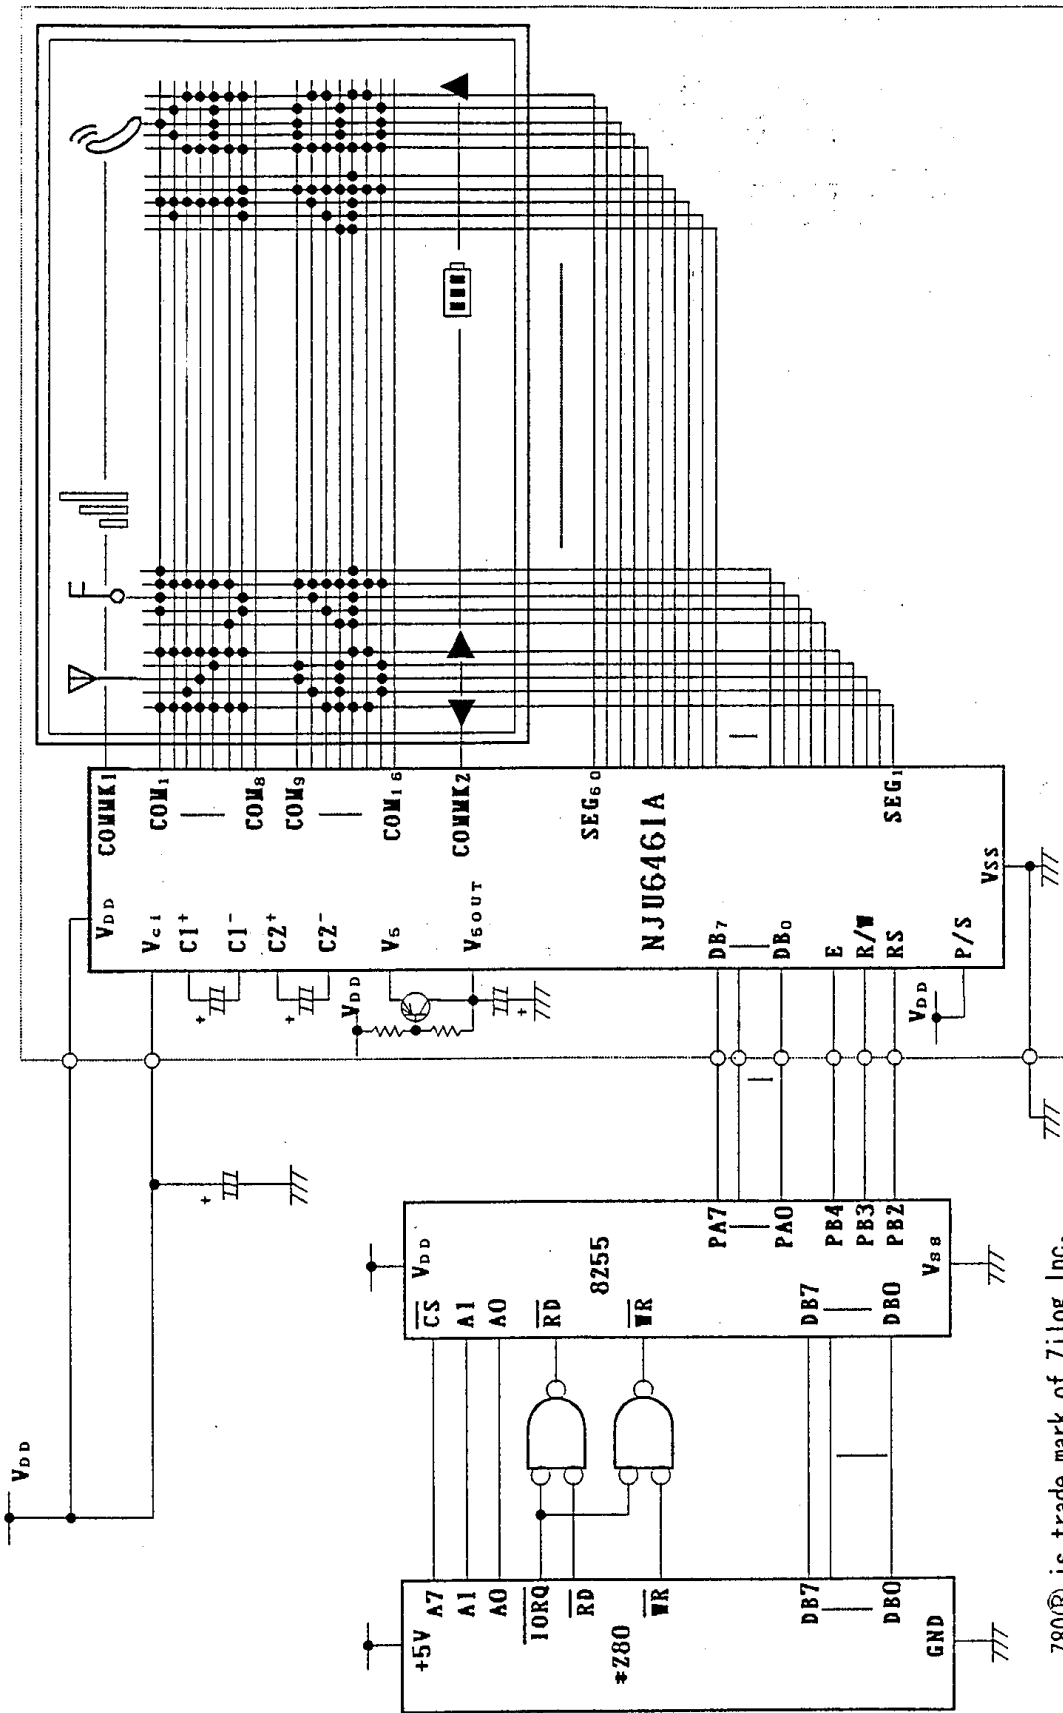 VDD
+5V
A7
A1
A0
IORQ
RD
WR
*Z80
DB7
DB0
GND
VDD
CS
A1
A0
RD
WR
8255
DB7
DB0
PA7
PA0
PB4
PB3
PB2
VSS
+
VDD
Vci
C1+
C1-
C2+
C2-
V5
V5OUT
+
+
VDD
+
DB7
DB0
E
R/W
RS
P/S
VDD
VSS
NJU6461A
COMMK1
COM1
COM8
COM9
COM16
COMMK2
SEG60
SEG1
Z80® is trade mark of Zilog Inc.